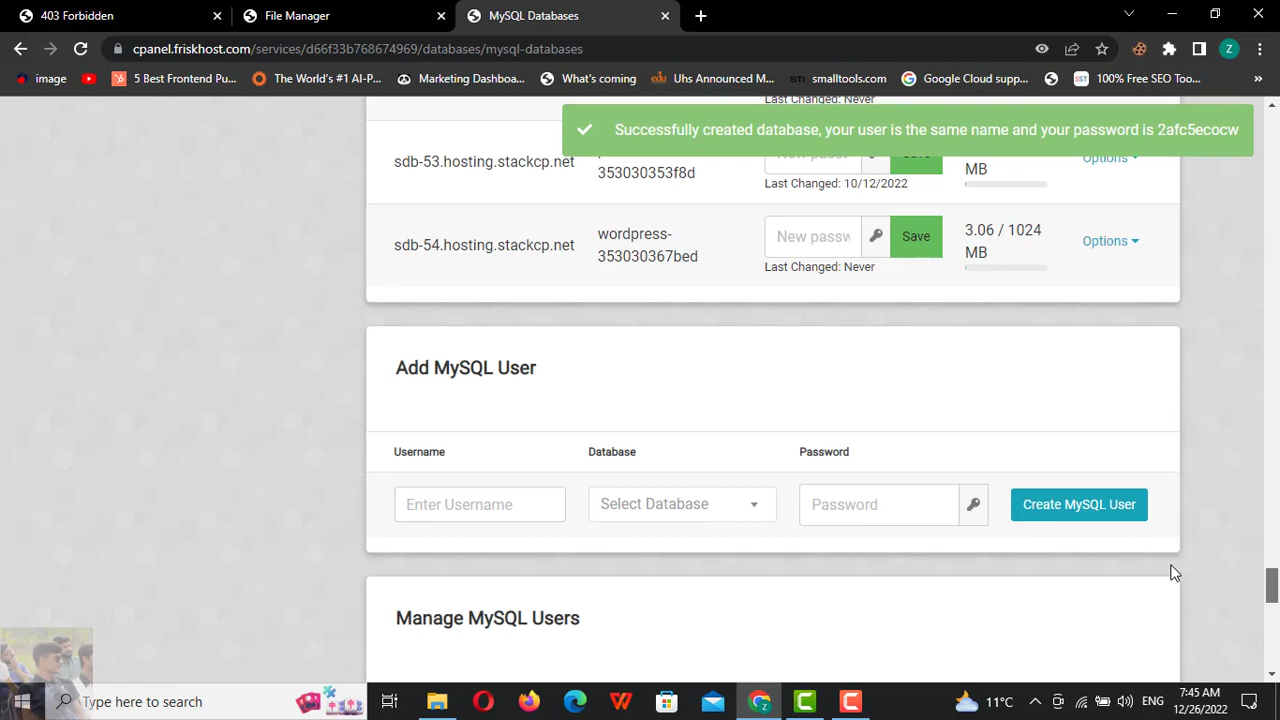 403 Forbidden
File Manager
MySQL Databases
cpanel.friskhost.com/services/d66f33b768674969/databases/mysql-databases
image
5 Best Frontend Pu...
The World's #1 AI-P...
Marketing Dashboa...
What's coming
Uhs Announced M...
smalltools.com
Google Cloud supp...
100% Free SEO Too...
Last Changed: Never
Successfully created database, your user is the same name and your password is 2afc5ecocw
sdb-53.hosting.stackcp.net
353030353f8d
Last Changed: 10/12/2022
MB
Options
sdb-54.hosting.stackcp.net
wordpress-
353030367bed
New passw
Save
Last Changed: Never
3.06 / 1024
MB
Options
Add MySQL User
Username
Database
Password
Enter Username
Select Database
Password
Create MySQL User
Manage MySQL Users
Type here to search
11°C
ENG
7:45 AM
12/26/2022